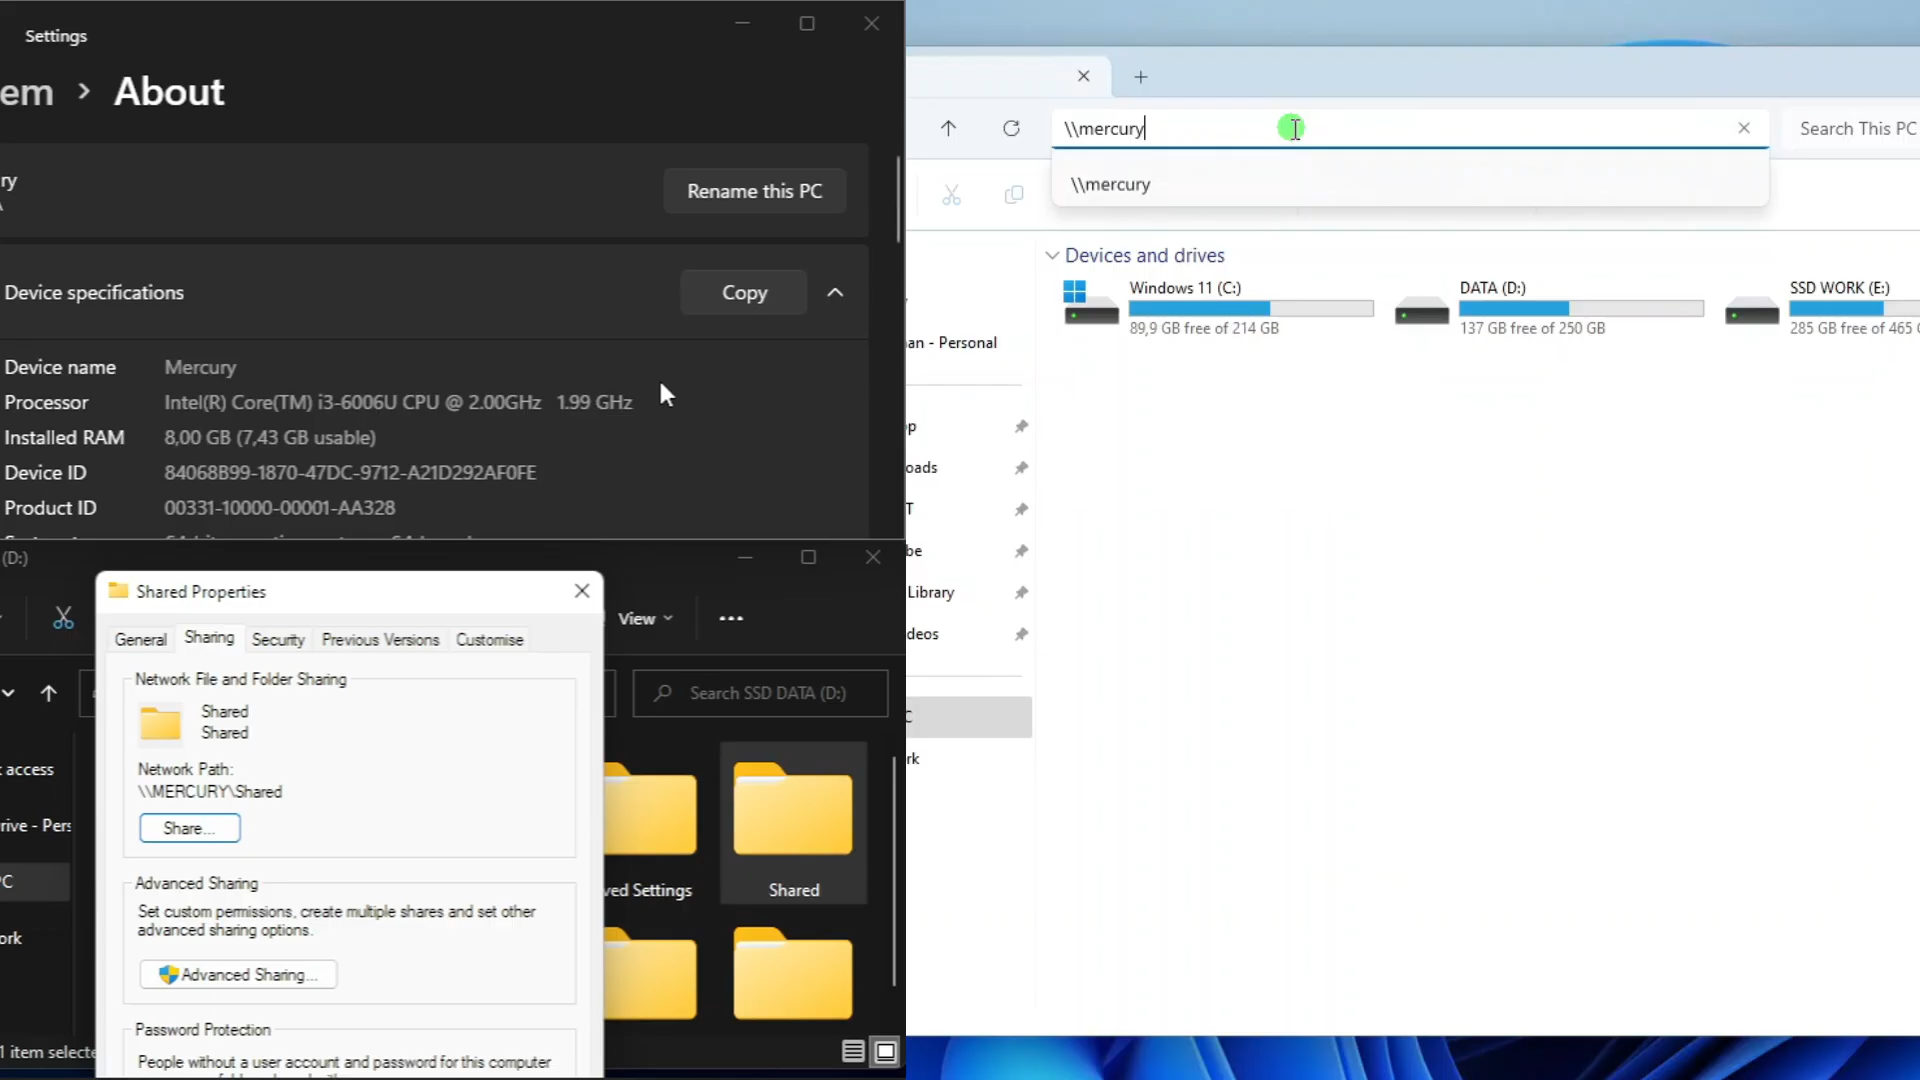 Settings
em > About
ry
Rename this PC
Device specifications
Copy
Device name Mercury
Processor Intel(R) Core(TM) i3-6006U CPU @ 2.00GHz 1.99 GHz
Installed RAM 8,00 GB (7,43 GB usable)
Device ID 84068B99-1870-47DC-9712-A21D292AF0FE
Product ID 00331-10000-00001-AA328
(D:)
View
Search SSD DATA (D:)
access
rive - Pers
PC
ork
ved Settings
Shared
1 item selecte
Shared Properties
General Sharing Security Previous Versions Customise
Network File and Folder Sharing
Shared
Shared
Network Path:
\\MERCURY\Shared
Share...
Advanced Sharing
Set custom permissions, create multiple shares and set other
advanced sharing options.
Advanced Sharing...
Password Protection
People without a user account and password for this computer
\\mercury
Search This PC
\\mercury
Devices and drives
Windows 11 (C:)
89,9 GB free of 214 GB
DATA (D:)
137 GB free of 250 GB
SSD WORK (E:)
285 GB free of 465
an - Personal
op
oads
T
be
Library
deos
C
rk